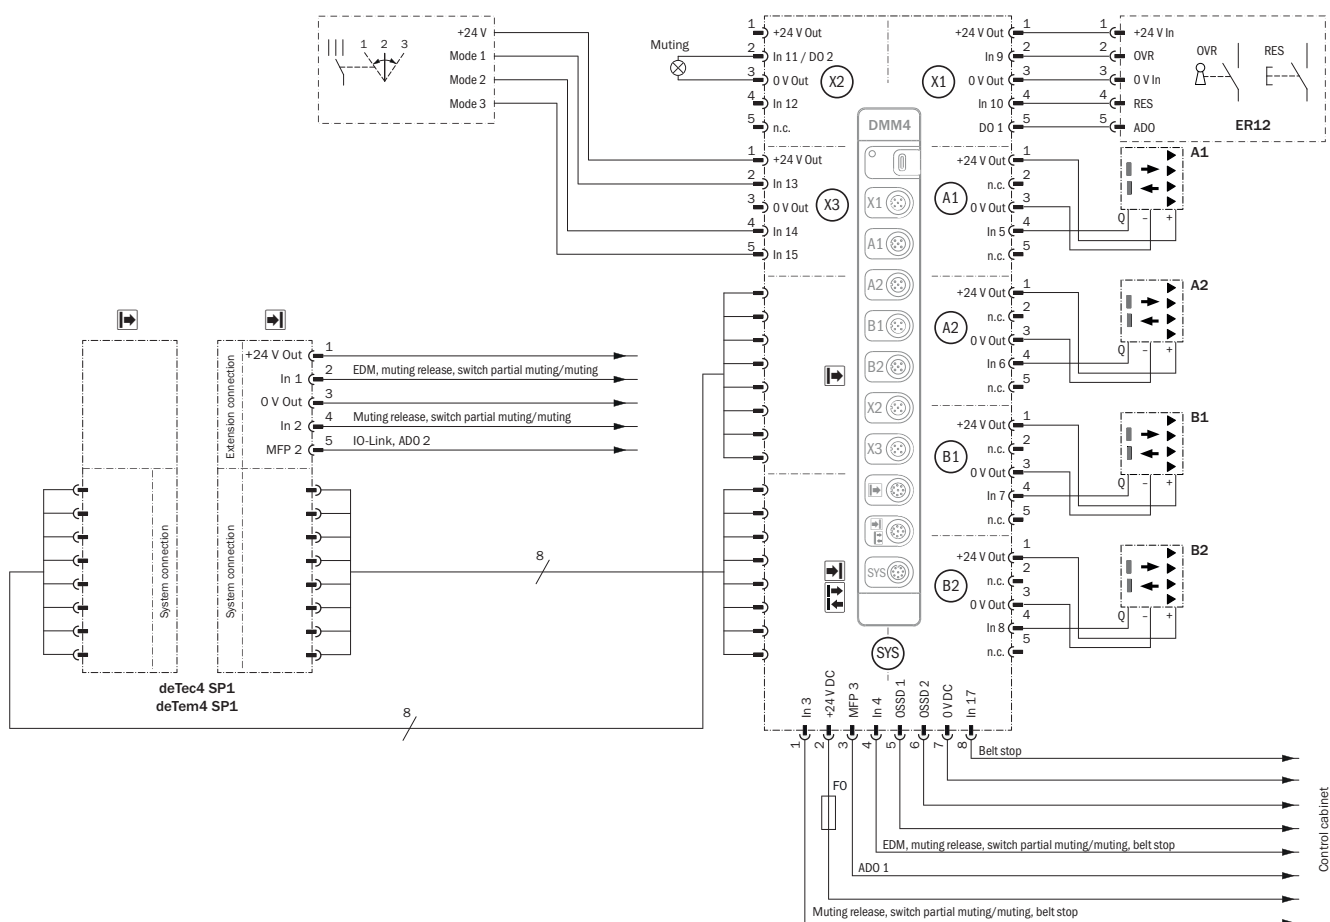 +24 V
Mode 1
Mode 2
Mode 3
1 2 3
Muting
1 +24 V Out
2 In 11 / DO 2
3 0 V Out
4 In 12
5 n.c.
X2
1 +24 V Out
2 In 13
3 0 V Out
4 In 14
5 In 15
X3
DMM4
X1
A1
A2
B1
B2
X2
X3
SYS
SYS
X1
+24 V Out 1
In 9 2
0 V Out 3
In 10 4
DO 1 5
1 +24 V In
2 OVR
3 0 V In
4 RES
5 ADO
OVR
RES
ER12
A1
+24 V Out 1
n.c. 2
0 V Out 3
In 5 4
n.c. 5
A1
Q – +
A2
+24 V Out 1
n.c. 2
0 V Out 3
In 6 4
n.c. 5
A2
Q – +
B1
+24 V Out 1
n.c. 2
0 V Out 3
In 7 4
n.c. 5
B1
Q – +
B2
+24 V Out 1
n.c. 2
0 V Out 3
In 8 4
n.c. 5
B2
Q – +
Extension connection
+24 V Out 1
In 1 2 EDM, muting release, switch partial muting/muting
0 V Out 3
In 2 4 Muting release, switch partial muting/muting
MFP 2 5 IO-Link, ADO 2
System connection
System connection
deTec4 SP1
deTem4 SP1
8
8
In 3
+24 V DC
MFP 3
In 4
OSSD 1
OSSD 2
0 V DC
In 17
1 2 3 4 5 6 7 8
Belt stop
F0
EDM, muting release, switch partial muting/muting, belt stop
ADO 1
Muting release, switch partial muting/muting, belt stop
Control cabinet